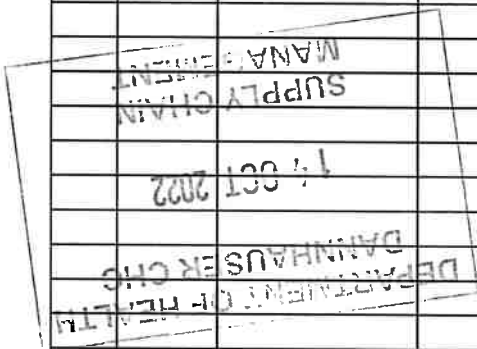 DEPARTMENT OF HEALTH
DANNHAUSER CHC
14 OCT 2022
SUPPLY CHAIN
MANAGEMENT